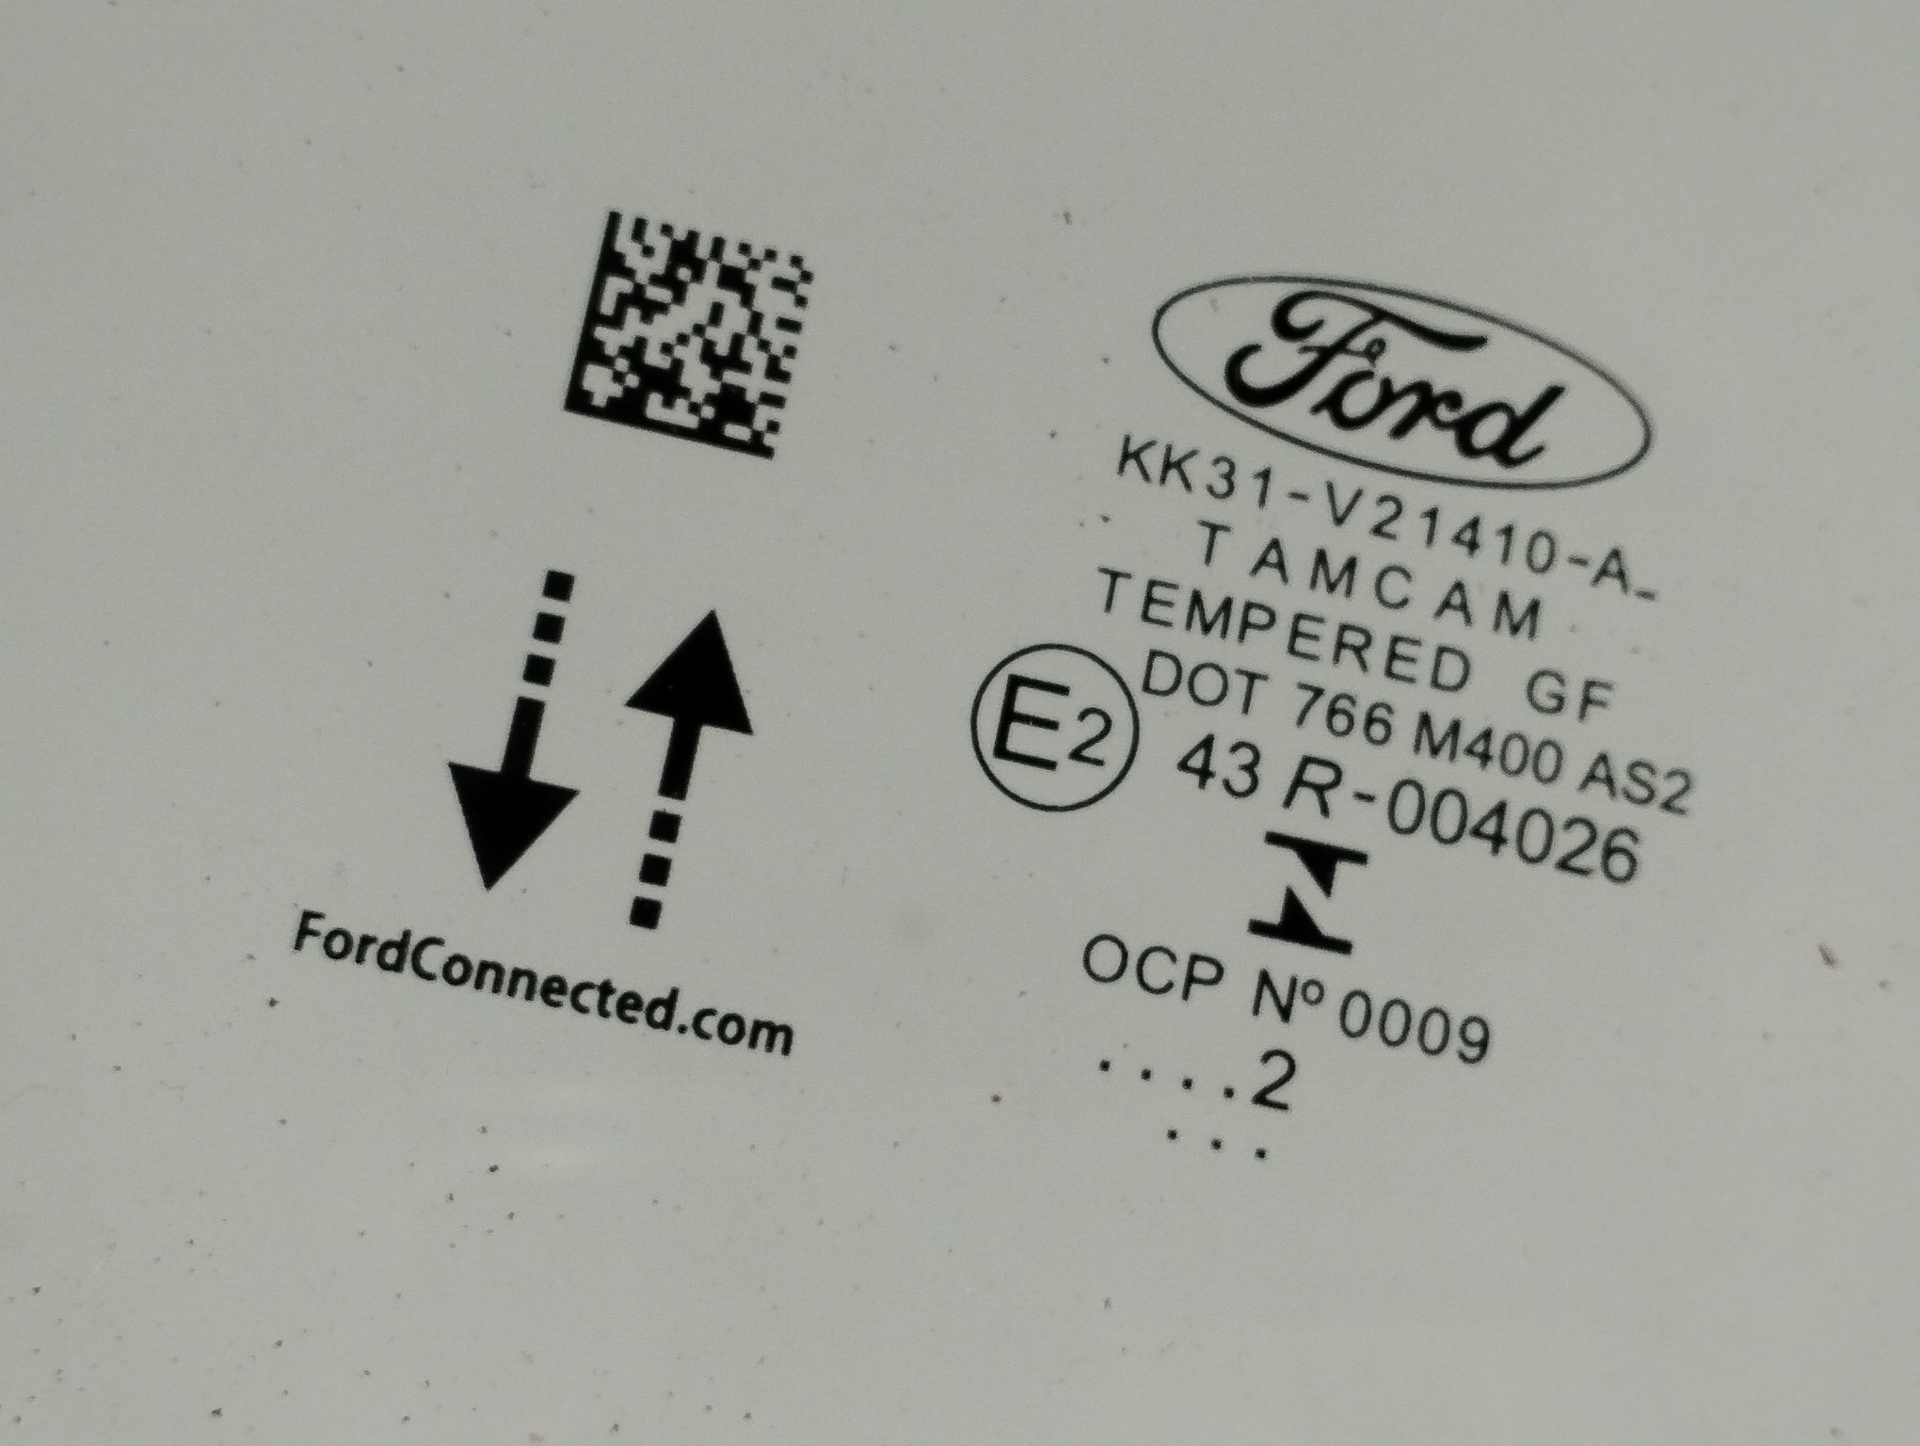 FordConnected.com
Ford
KK31-V21410-A-
TAMCAM
TEMPERED GF
DOT 766 M400 AS2
E2 43 R-004026
OCP Nº 0009
....2
...